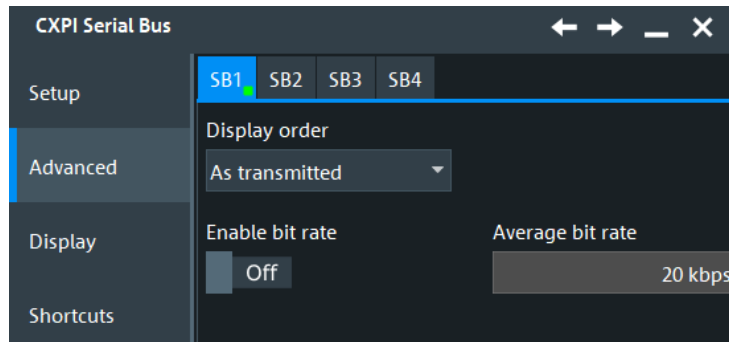 CXPI Serial Bus
Setup
Advanced
Display
Shortcuts
SB1 SB2 SB3 SB4
Display order
As transmitted
Enable bit rate
Off
Average bit rate
20 kbps